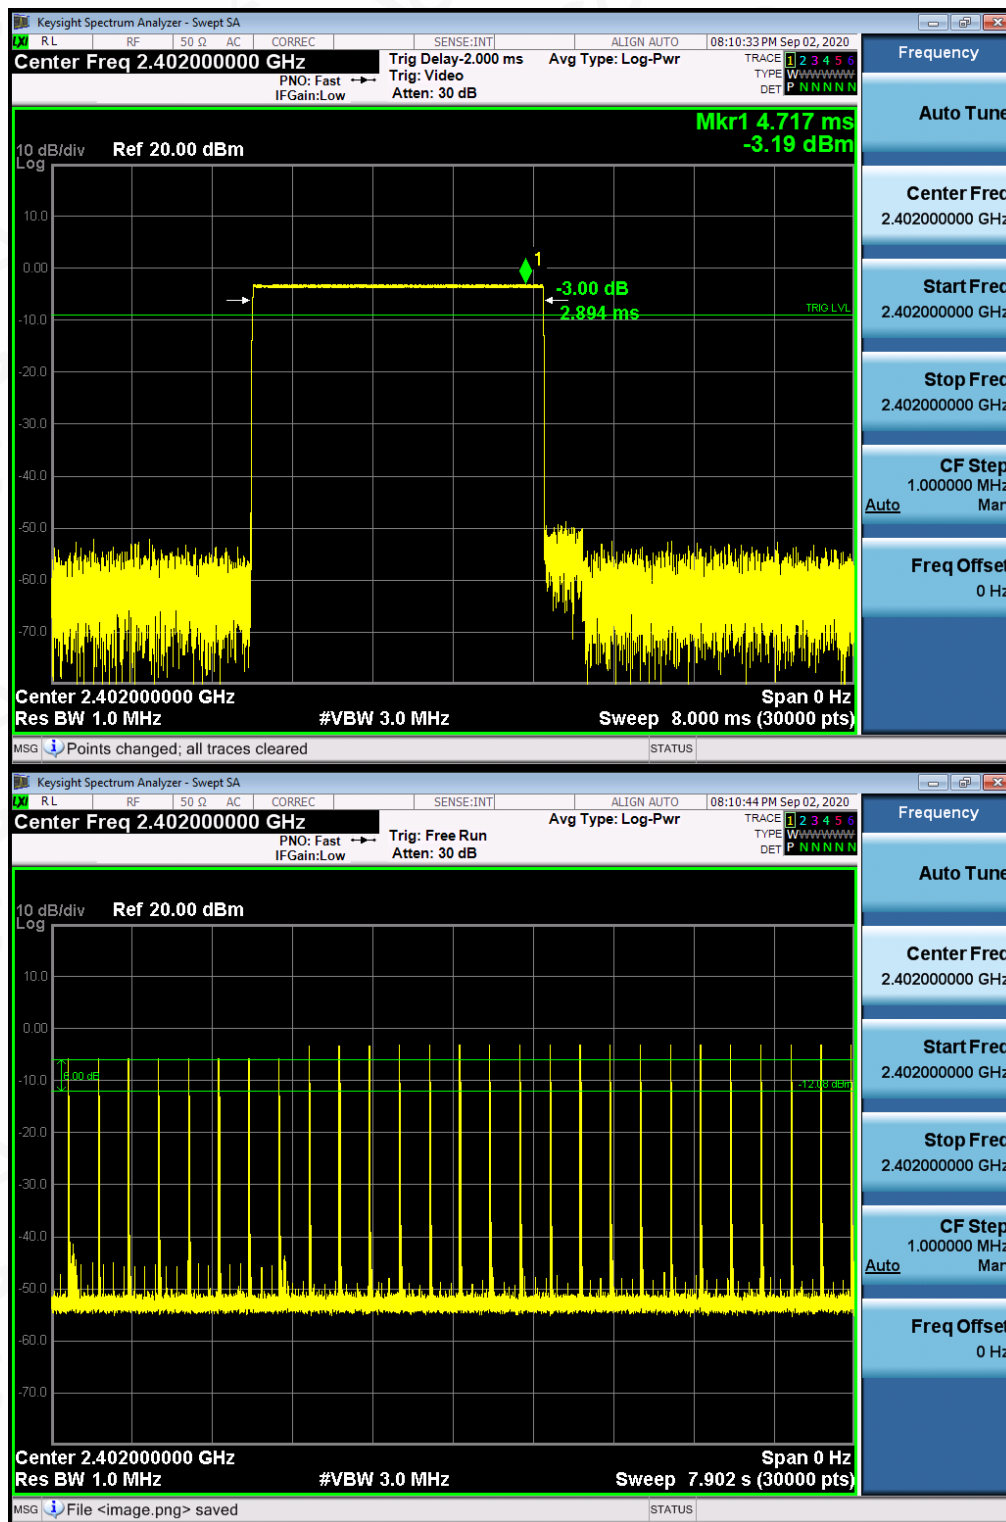 Keysight Spectrum Analyzer - Swept SA
LXI RL RF 50 Ω AC CORREC SENSE:INT ALIGN AUTO 08:10:33 PM Sep 02, 2020
Center Freq 2.402000000 GHz
Trig Delay-2.000 ms Avg Type: Log-Pwr TRACE 1 2 3 4 5 6
PNO: Fast Trig: Video TYPE WWWWWWW
IFGain:Low Atten: 30 dB DET P N N N N N
Mkr1 4.717 ms
10 dB/div Ref 20.00 dBm -3.19 dBm
Log
10.0
1
0.00
-3.00 dB
2.894 ms
TRIG LVL
-10.0
-20.0
-30.0
-40.0
-50.0
-60.0
-70.0
Center 2.402000000 GHz Span 0 Hz
Res BW 1.0 MHz #VBW 3.0 MHz Sweep 8.000 ms (30000 pts)
MSG Points changed; all traces cleared STATUS
Frequency
Auto Tune
Center Freq
2.402000000 GHz
Start Freq
2.402000000 GHz
Stop Freq
2.402000000 GHz
CF Step
1.000000 MHz
Auto Man
Freq Offset
0 Hz
Keysight Spectrum Analyzer - Swept SA
LXI RL RF 50 Ω AC CORREC SENSE:INT ALIGN AUTO 08:10:44 PM Sep 02, 2020
Center Freq 2.402000000 GHz
Avg Type: Log-Pwr TRACE 1 2 3 4 5 6
PNO: Fast Trig: Free Run TYPE WWWWWWW
IFGain:Low Atten: 30 dB DET P N N N N N
10 dB/div Ref 20.00 dBm
Log
10.0
0.00
6.00 dB
-10.0
-12.08 dBm
-20.0
-30.0
-40.0
-50.0
-60.0
-70.0
Center 2.402000000 GHz Span 0 Hz
Res BW 1.0 MHz #VBW 3.0 MHz Sweep 7.902 s (30000 pts)
MSG File <image.png> saved STATUS
Frequency
Auto Tune
Center Freq
2.402000000 GHz
Start Freq
2.402000000 GHz
Stop Freq
2.402000000 GHz
CF Step
1.000000 MHz
Auto Man
Freq Offset
0 Hz